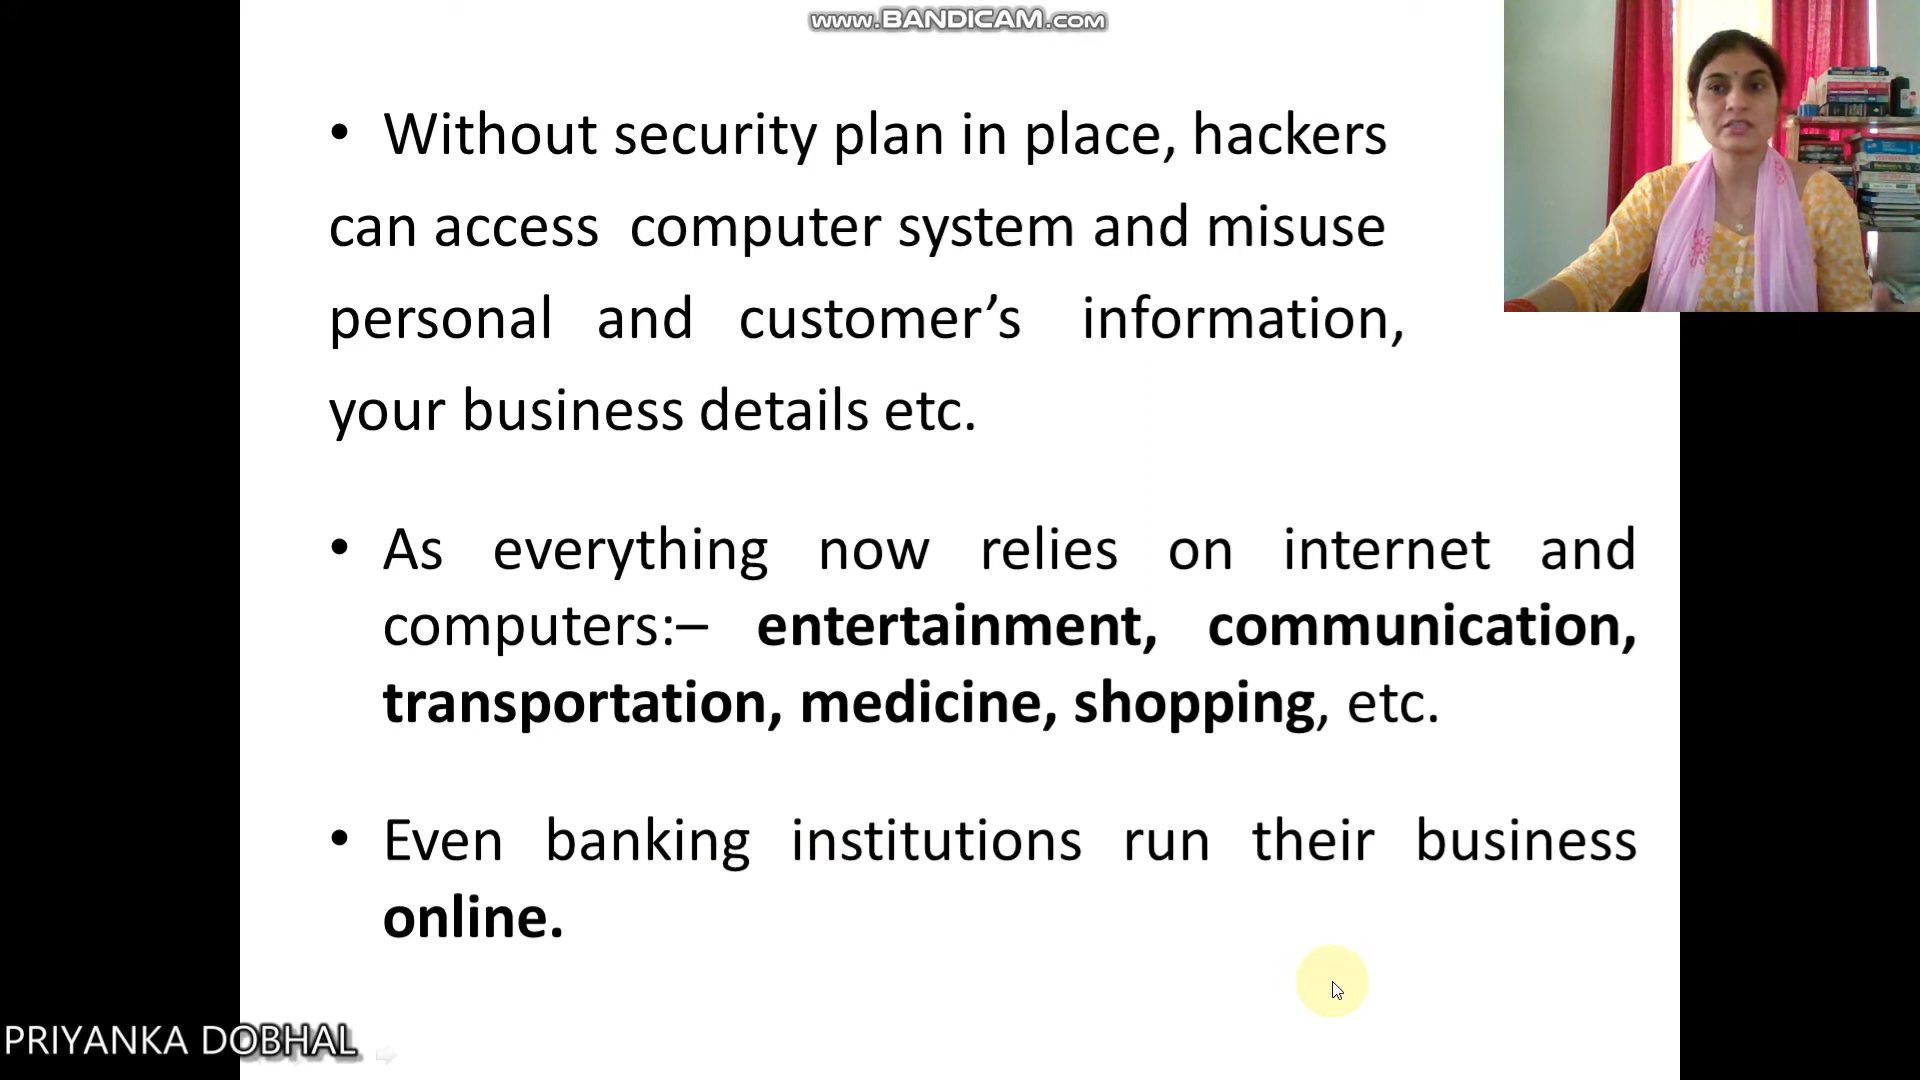 www.BANDICAM.com
• Without security plan in place, hackers
can access computer system and misuse
personal and customer’s information,
your business details etc.
• As everything now relies on internet and
computers:– entertainment, communication,
transportation, medicine, shopping, etc.
• Even banking institutions run their business
online.
PRIYANKA DOBHAL